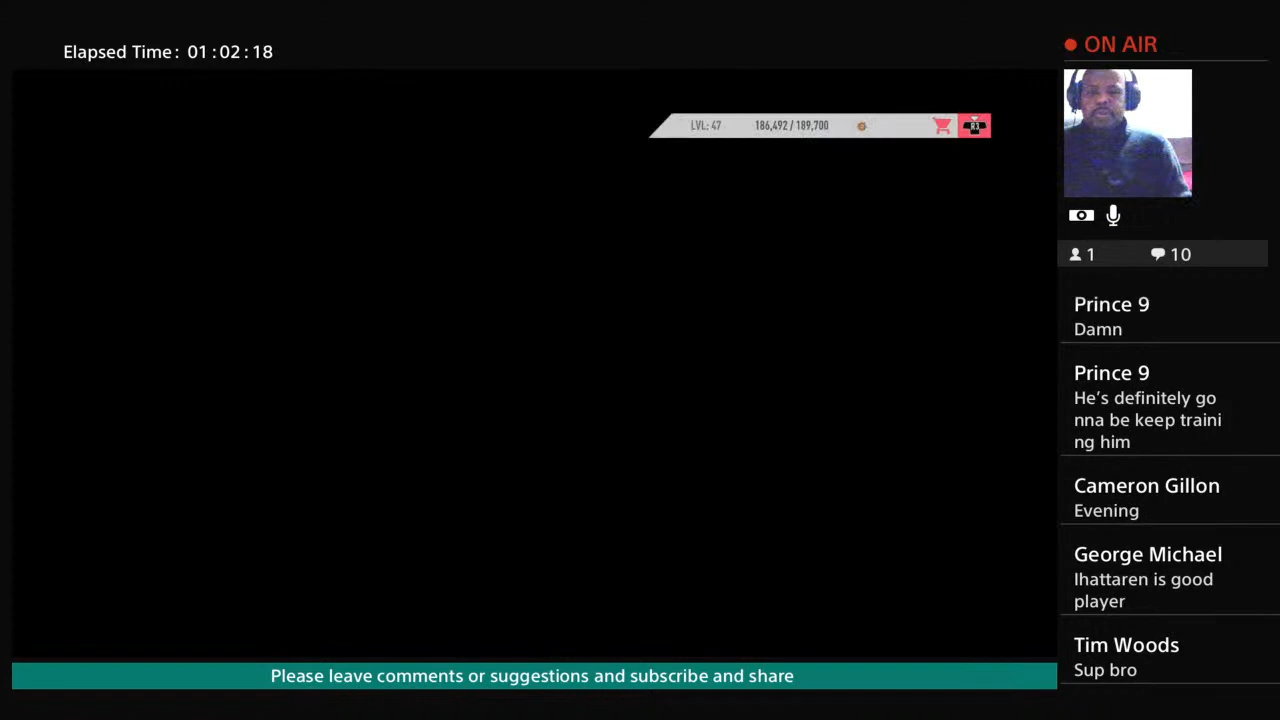 Elapsed Time: 01:02:18
ON AIR
LVL: 47 186,492 / 189,700 R3
1 10
Prince 9
Damn
Prince 9
He's definitely go
nna be keep traini
ng him
Cameron Gillon
Evening
George Michael
Ihattaren is good
player
Tim Woods
Sup bro
Please leave comments or suggestions and subscribe and share